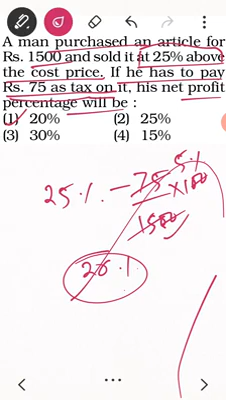 A man purchased an article for
Rs. 1500 and sold it at 25% above
the cost price. If he has to pay
Rs. 75 as tax on it, his net profit
percentage will be :
(1) 20% (2) 25%
(3) 30% (4) 15%
5%
25% - 75 × 100
1500
20%